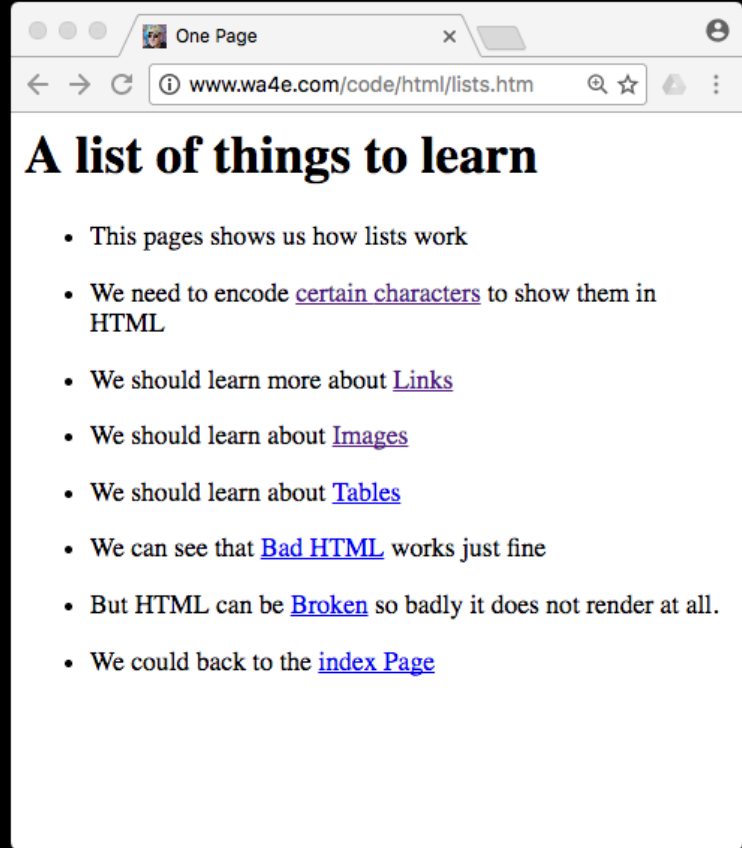 One Page
www.wa4e.com/code/html/lists.htm
A list of things to learn
• This pages shows us how lists work
• We need to encode certain characters to show them in
HTML
• We should learn more about Links
• We should learn about Images
• We should learn about Tables
• We can see that Bad HTML works just fine
• But HTML can be Broken so badly it does not render at all.
• We could back to the index Page